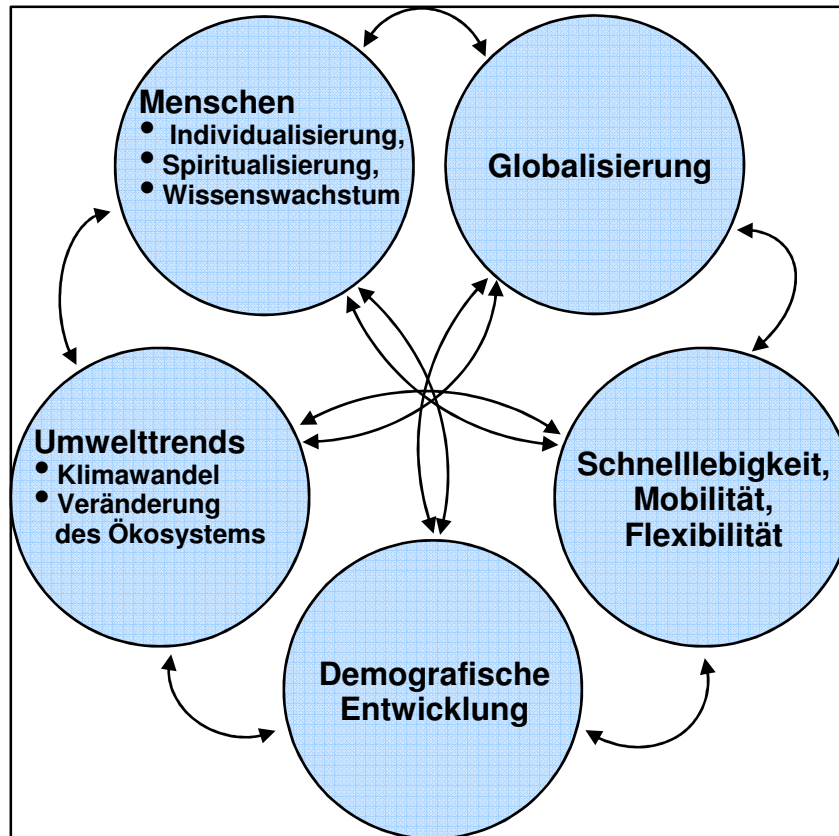 Menschen
• Individualisierung,
• Spiritualisierung,
• Wissenswachstum
Globalisierung
Umwelttrends
• Klimawandel
• Veränderung
des Ökosystems
Schnelllebigkeit,
Mobilität,
Flexibilität
Demografische
Entwicklung